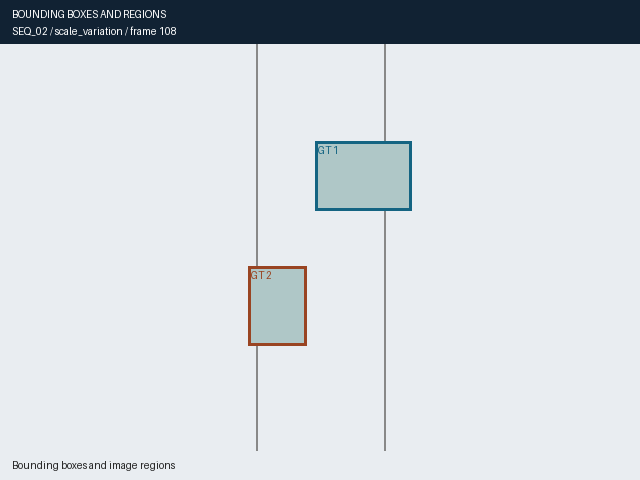 BOUNDING BOXES AND REGIONS
SEQ_02 / scale_variation / frame 108
GT1
GT2
Bounding boxes and image regions